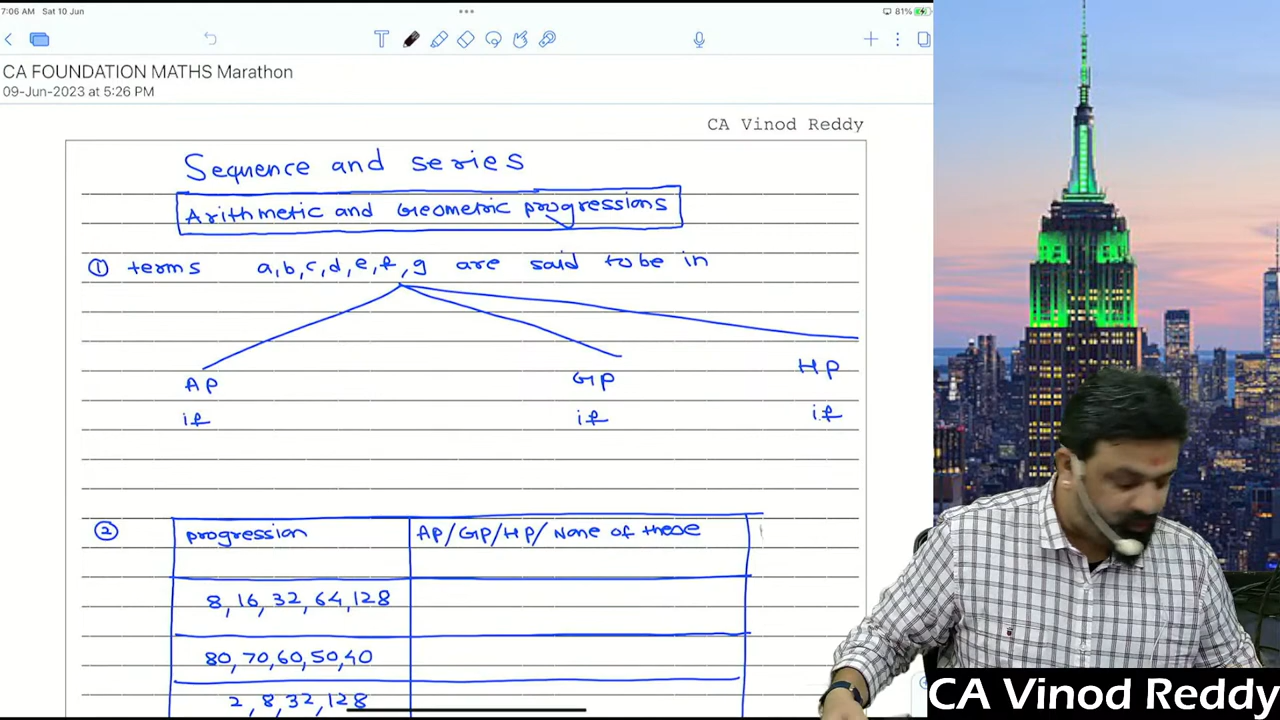 7:06 AM Sat 10 Jun
81%
CA FOUNDATION MATHS Marathon
09-Jun-2023 at 5:26 PM
CA Vinod Reddy
Sequence and series
Arithmetic and Geometric progressions
① terms a,b,c,d,e,f,g are said to be in
AP GP HP
if if if
② progression AP/GP/HP/None of these
8, 16, 32, 64, 128
80, 70, 60, 50, 40
2, 8, 32, 128
CA Vinod Reddy